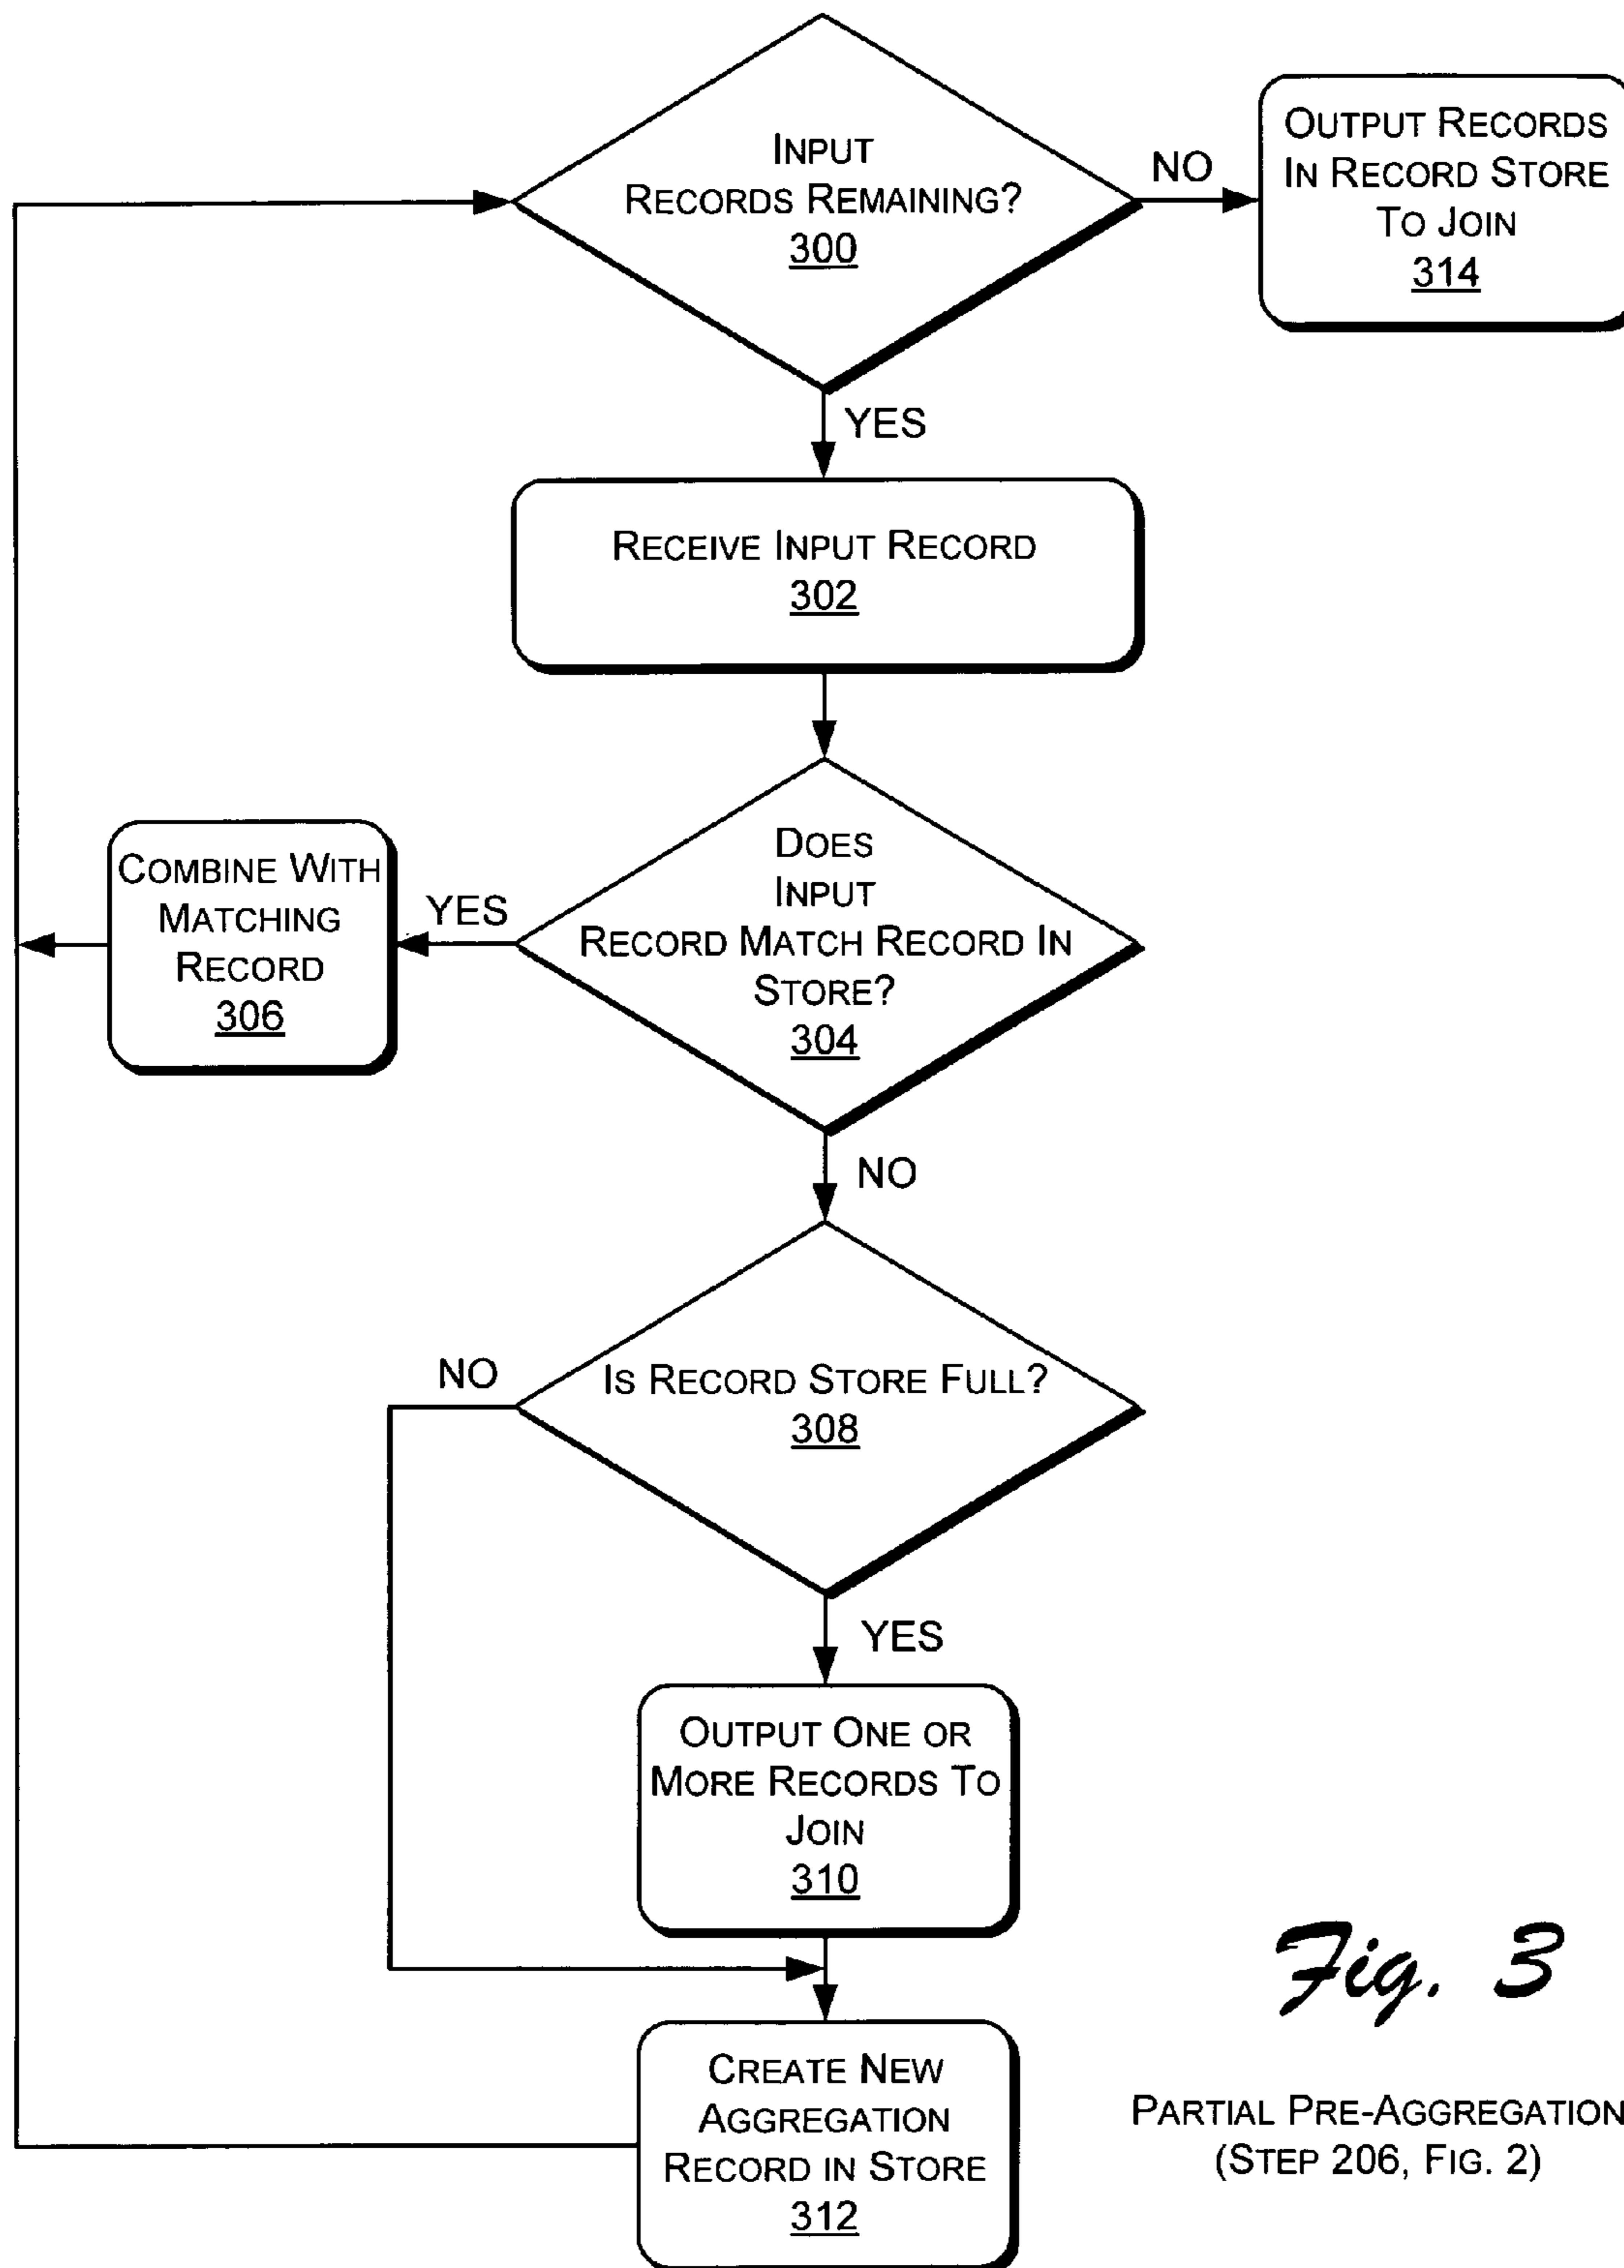 INPUT
RECORDS REMAINING?
300
NO
OUTPUT RECORDS
IN RECORD STORE
TO JOIN
314
YES
RECEIVE INPUT RECORD
302
DOES
INPUT
RECORD MATCH RECORD IN
STORE?
304
YES
COMBINE WITH
MATCHING
RECORD
306
NO
IS RECORD STORE FULL?
308
NO
YES
OUTPUT ONE OR
MORE RECORDS TO
JOIN
310
CREATE NEW
AGGREGATION
RECORD IN STORE
312
Fig. 3
PARTIAL PRE-AGGREGATION
(STEP 206, FIG. 2)